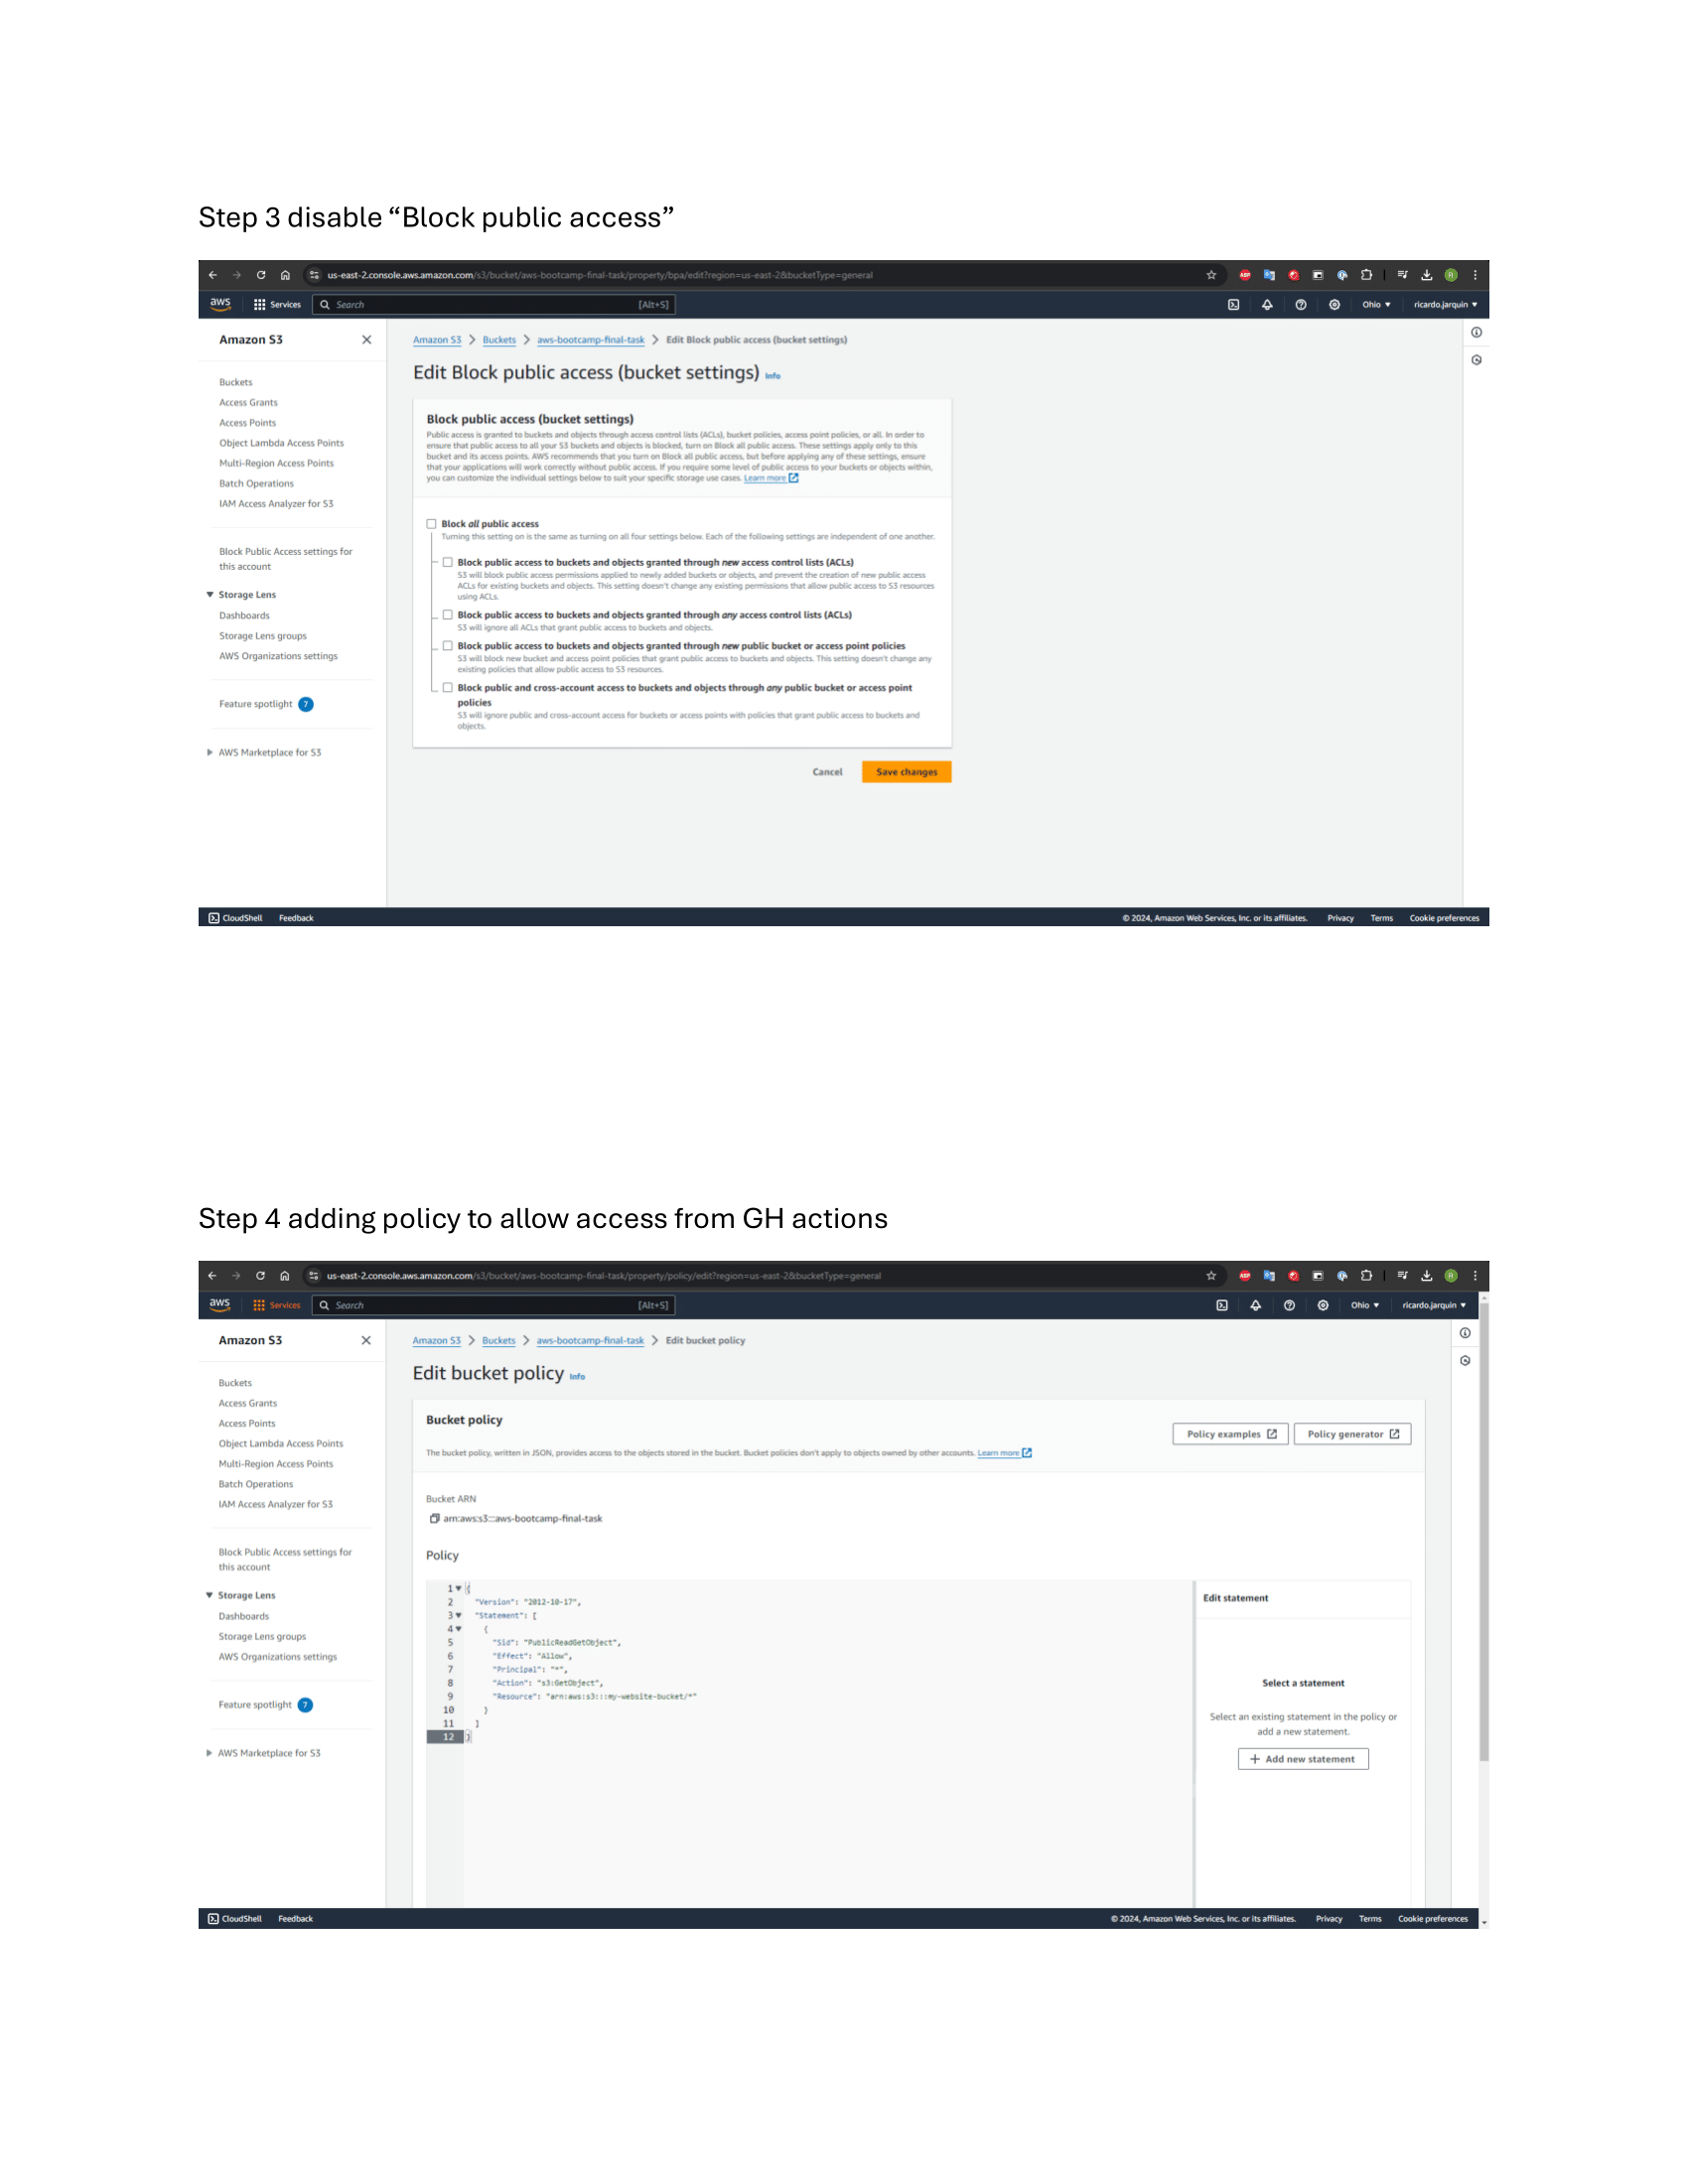 Step 3 disable “Block public access”
us-east-2.console.aws.amazon.com/s3/bucket/aws-bootcamp-final-task/property/bpa/edit?region=us-east-2&bucketType=general
aws Services Search [Alt+S] Ohio ricardo.jarquin
Amazon S3
Buckets
Access Grants
Access Points
Object Lambda Access Points
Multi-Region Access Points
Batch Operations
IAM Access Analyzer for S3
Block Public Access settings for
this account
Storage Lens
Dashboards
Storage Lens groups
AWS Organizations settings
Feature spotlight 7
AWS Marketplace for S3
Amazon S3 > Buckets > aws-bootcamp-final-task > Edit Block public access (bucket settings)
Edit Block public access (bucket settings) Info
Block public access (bucket settings)
Public access is granted to buckets and objects through access control lists (ACLs), bucket policies, access point policies, or all. In order to
ensure that public access to all your S3 buckets and objects is blocked, turn on Block all public access. These settings apply only to this
bucket and its access points. AWS recommends that you turn on Block all public access, but before applying any of these settings, ensure
that your applications will work correctly without public access. If you require some level of public access to your buckets or objects within,
you can customize the individual settings below to suit your specific storage use cases. Learn more
Block all public access
Turning this setting on is the same as turning on all four settings below. Each of the following settings are independent of one another.
Block public access to buckets and objects granted through new access control lists (ACLs)
S3 will block public access permissions applied to newly added buckets or objects, and prevent the creation of new public access
ACLs for existing buckets and objects. This setting doesn't change any existing permissions that allow public access to S3 resources
using ACLs.
Block public access to buckets and objects granted through any access control lists (ACLs)
S3 will ignore all ACLs that grant public access to buckets and objects.
Block public access to buckets and objects granted through new public bucket or access point policies
S3 will block new bucket and access point policies that grant public access to buckets and objects. This setting doesn't change any
existing policies that allow public access to S3 resources.
Block public and cross-account access to buckets and objects through any public bucket or access point
policies
S3 will ignore public and cross-account access for buckets or access points with policies that grant public access to buckets and
objects.
Cancel Save changes
CloudShell Feedback © 2024, Amazon Web Services, Inc. or its affiliates. Privacy Terms Cookie preferences
Step 4 adding policy to allow access from GH actions
us-east-2.console.aws.amazon.com/s3/bucket/aws-bootcamp-final-task/property/policy/edit?region=us-east-2&bucketType=general
aws Services Search [Alt+S] Ohio ricardo.jarquin
Amazon S3
Buckets
Access Grants
Access Points
Object Lambda Access Points
Multi-Region Access Points
Batch Operations
IAM Access Analyzer for S3
Block Public Access settings for
this account
Storage Lens
Dashboards
Storage Lens groups
AWS Organizations settings
Feature spotlight 7
AWS Marketplace for S3
Amazon S3 > Buckets > aws-bootcamp-final-task > Edit bucket policy
Edit bucket policy Info
Bucket policy
Policy examples Policy generator
The bucket policy, written in JSON, provides access to the objects stored in the bucket. Bucket policies don't apply to objects owned by other accounts. Learn more
Bucket ARN
arn:aws:s3:::aws-bootcamp-final-task
Policy
1 {
2 "Version": "2012-10-17",
3 "Statement": [
4 {
5 "Sid": "PublicReadGetObject",
6 "Effect": "Allow",
7 "Principal": "*",
8 "Action": "s3:GetObject",
9 "Resource": "arn:aws:s3:::my-website-bucket/*"
10 }
11 ]
12 }
Edit statement
Select a statement
Select an existing statement in the policy or
add a new statement.
+ Add new statement
CloudShell Feedback © 2024, Amazon Web Services, Inc. or its affiliates. Privacy Terms Cookie preferences